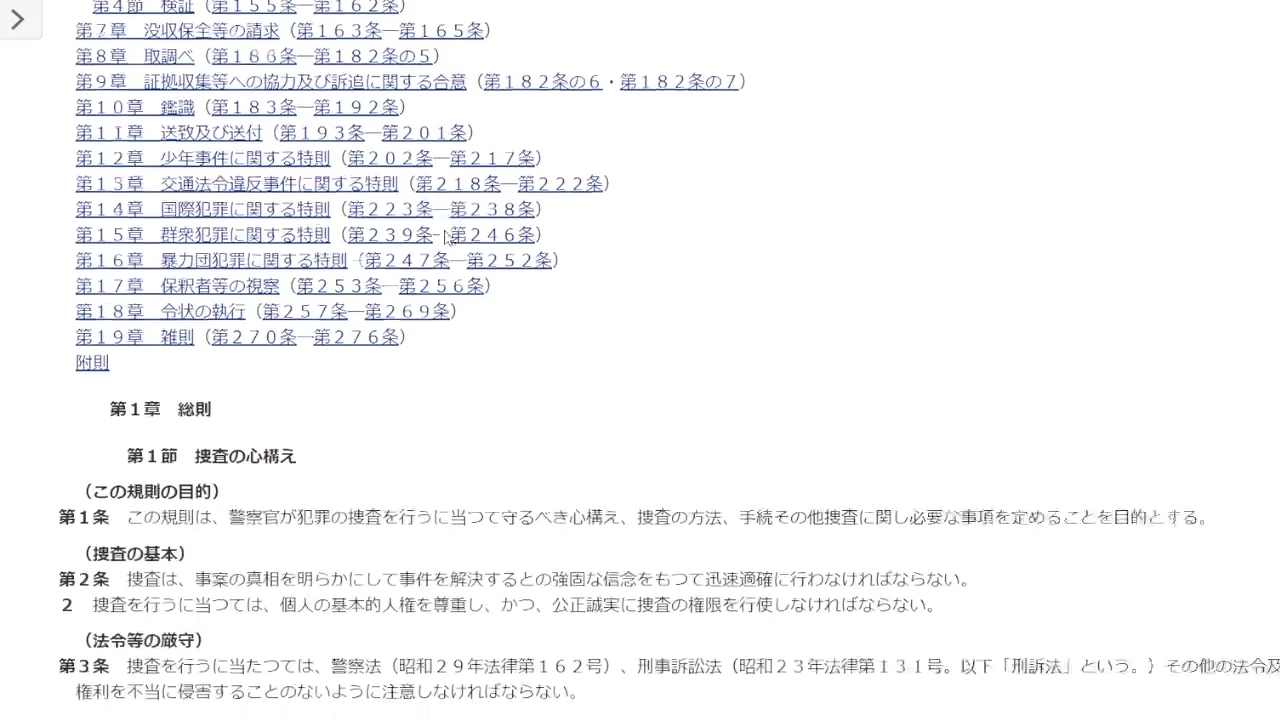 第４節　検証（第１５５条―第１６２条）
第７章　没収保全等の請求（第１６３条―第１６５条）
第８章　取調べ（第１６６条―第１８２条の５）
第９章　証拠収集等への協力及び訴追に関する合意（第１８２条の６・第１８２条の７）
第１０章　鑑識（第１８３条―第１９２条）
第１１章　送致及び送付（第１９３条―第２０１条）
第１２章　少年事件に関する特則（第２０２条―第２１７条）
第１３章　交通法令違反事件に関する特則（第２１８条―第２２２条）
第１４章　国際犯罪に関する特則（第２２３条―第２３８条）
第１５章　群衆犯罪に関する特則（第２３９条―第２４６条）
第１６章　暴力団犯罪に関する特則（第２４７条―第２５２条）
第１７章　保釈者等の視察（第２５３条―第２５６条）
第１８章　令状の執行（第２５７条―第２６９条）
第１９章　雑則（第２７０条―第２７６条）
附則
第１章　総則
第１節　捜査の心構え
（この規則の目的）
第１条　この規則は、警察官が犯罪の捜査を行うに当つて守るべき心構え、捜査の方法、手続その他捜査に関し必要な事項を定めることを目的とする。
（捜査の基本）
第２条　捜査は、事案の真相を明らかにして事件を解決するとの強固な信念をもつて迅速適確に行わなければならない。
２　捜査を行うに当つては、個人の基本的人権を尊重し、かつ、公正誠実に捜査の権限を行使しなければならない。
（法令等の厳守）
第３条　捜査を行うに当たつては、警察法（昭和２９年法律第１６２号）、刑事訴訟法（昭和２３年法律第１３１号。以下「刑訴法」という。）その他の法令及
権利を不当に侵害することのないように注意しなければならない。